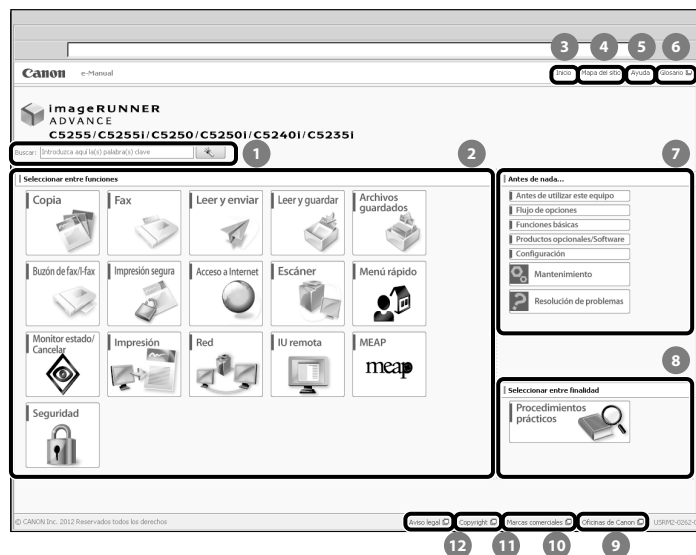 3 4 5 6
Canon e-Manual
Inicio Mapa del sitio Ayuda Glosario
imageRUNNER
ADVANCE
C5255/C5255i/C5250/C5250i/C5240i/C5235i
Buscar: Introduzca aquí la(s) palabra(s) clave
1 2 7
Seleccionar entre funciones
Copia
Fax
Leer y enviar
Leer y guardar
Archivos
guardados
Buzón de fax/I-fax
Impresión segura
Acceso a Internet
Escáner
Menú rápido
Monitor estado/
Cancelar
Impresión
Red
IU remota
MEAP
meap
Seguridad
Antes de nada...
Antes de utilizar este equipo
Flujo de opciones
Funciones básicas
Productos opcionales/Software
Configuración
Mantenimiento
Resolución de problemas
8
Seleccionar entre finalidad
Procedimientos
prácticos
© CANON Inc. 2012 Reservados todos los derechos
Aviso legal Copyright Marcas comerciales Oficinas de Canon USRM2-0262-0
12 11 10 9